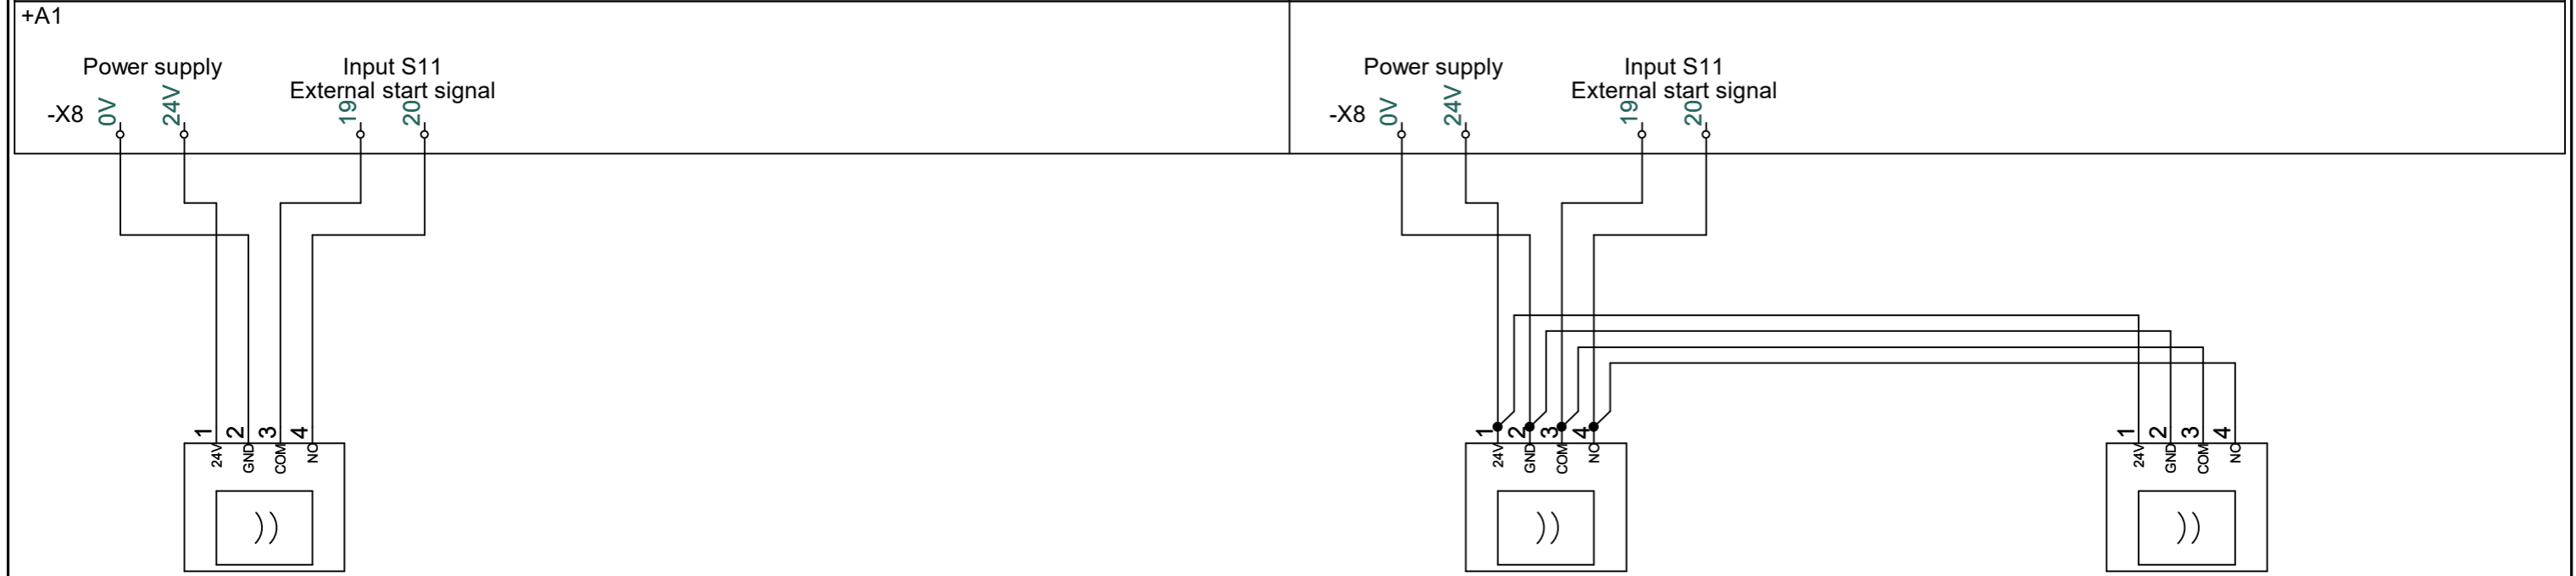 +A1
Power supply
Input S11
External start signal
-X8
0V
24V
19
20
Power supply
Input S11
External start signal
-X8
0V
24V
19
20
1
2
3
4
24V
GND
COM
NO
1
2
3
4
24V
GND
COM
NO
1
2
3
4
24V
GND
COM
NO